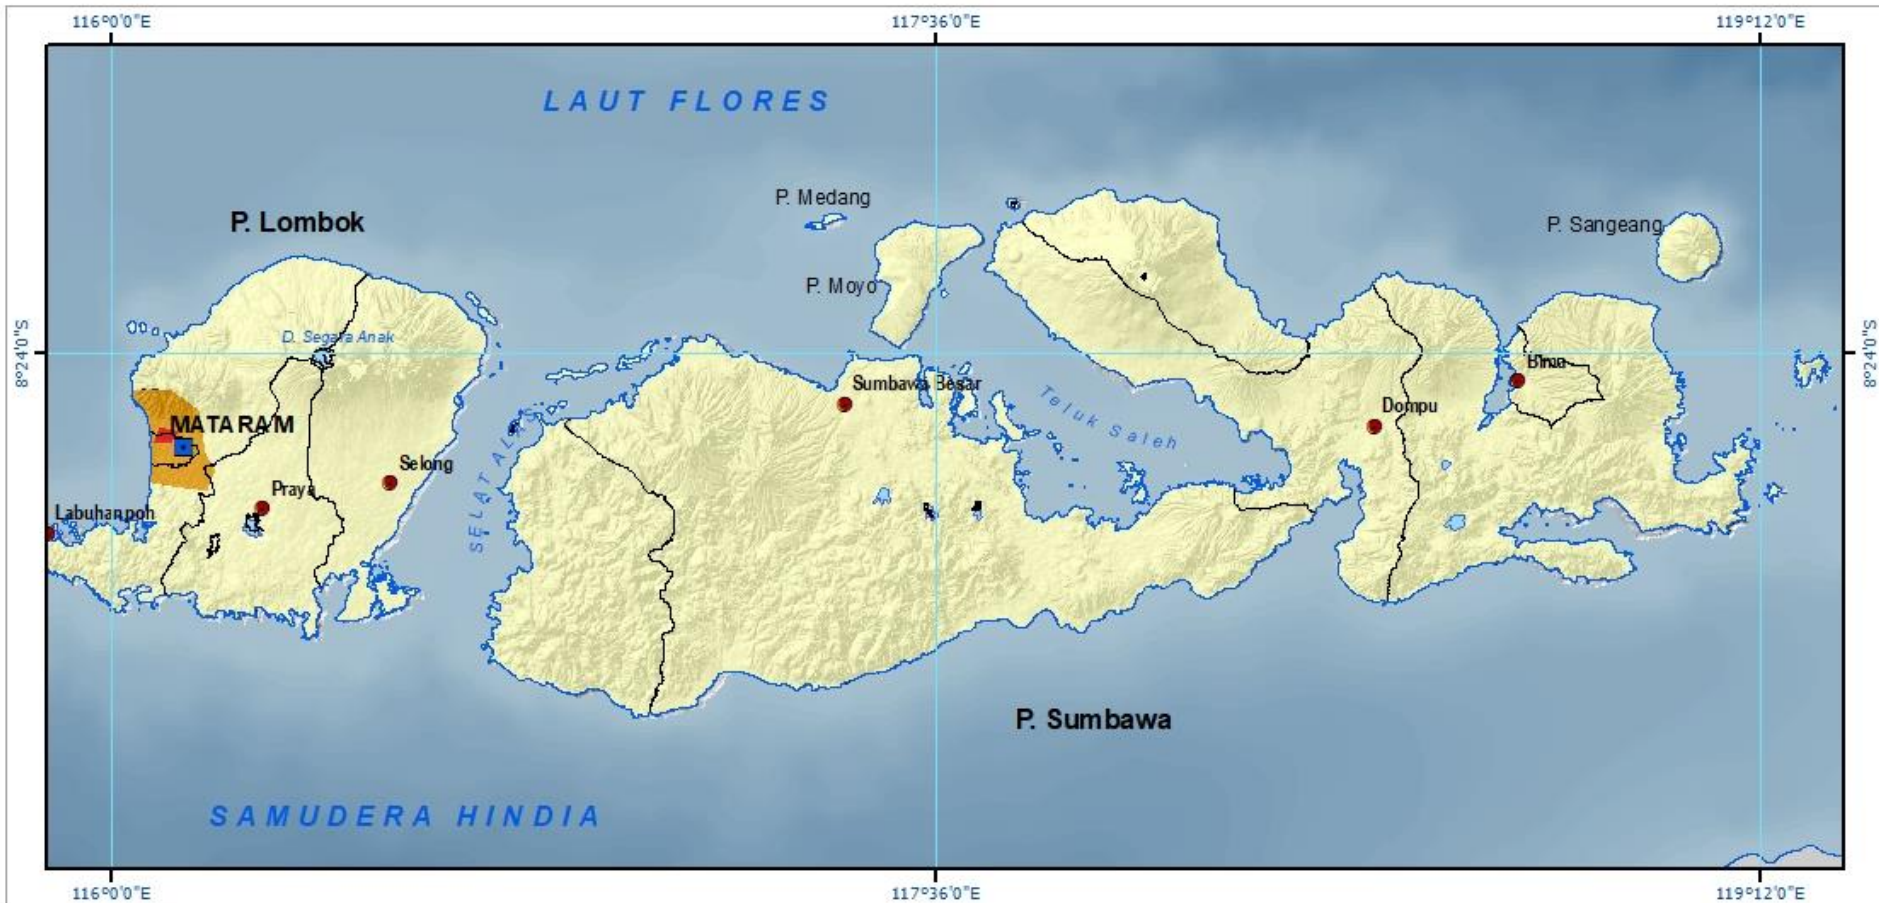 116°0'0"E
117°36'0"E
119°12'0"E
LAUT FLORES
P. Medang
P. Lombok
P. Sangeang
P. Moyo
D. Segara Anak
8°24'0"S
8°24'0"S
Bima
Sumbawa Besar
Teluk Saleh
Dompu
MATARAM
SELAT ALAS
Selong
Praya
Labuhanpoh
P. Sumbawa
SAMUDERA HINDIA
116°0'0"E
117°36'0"E
119°12'0"E